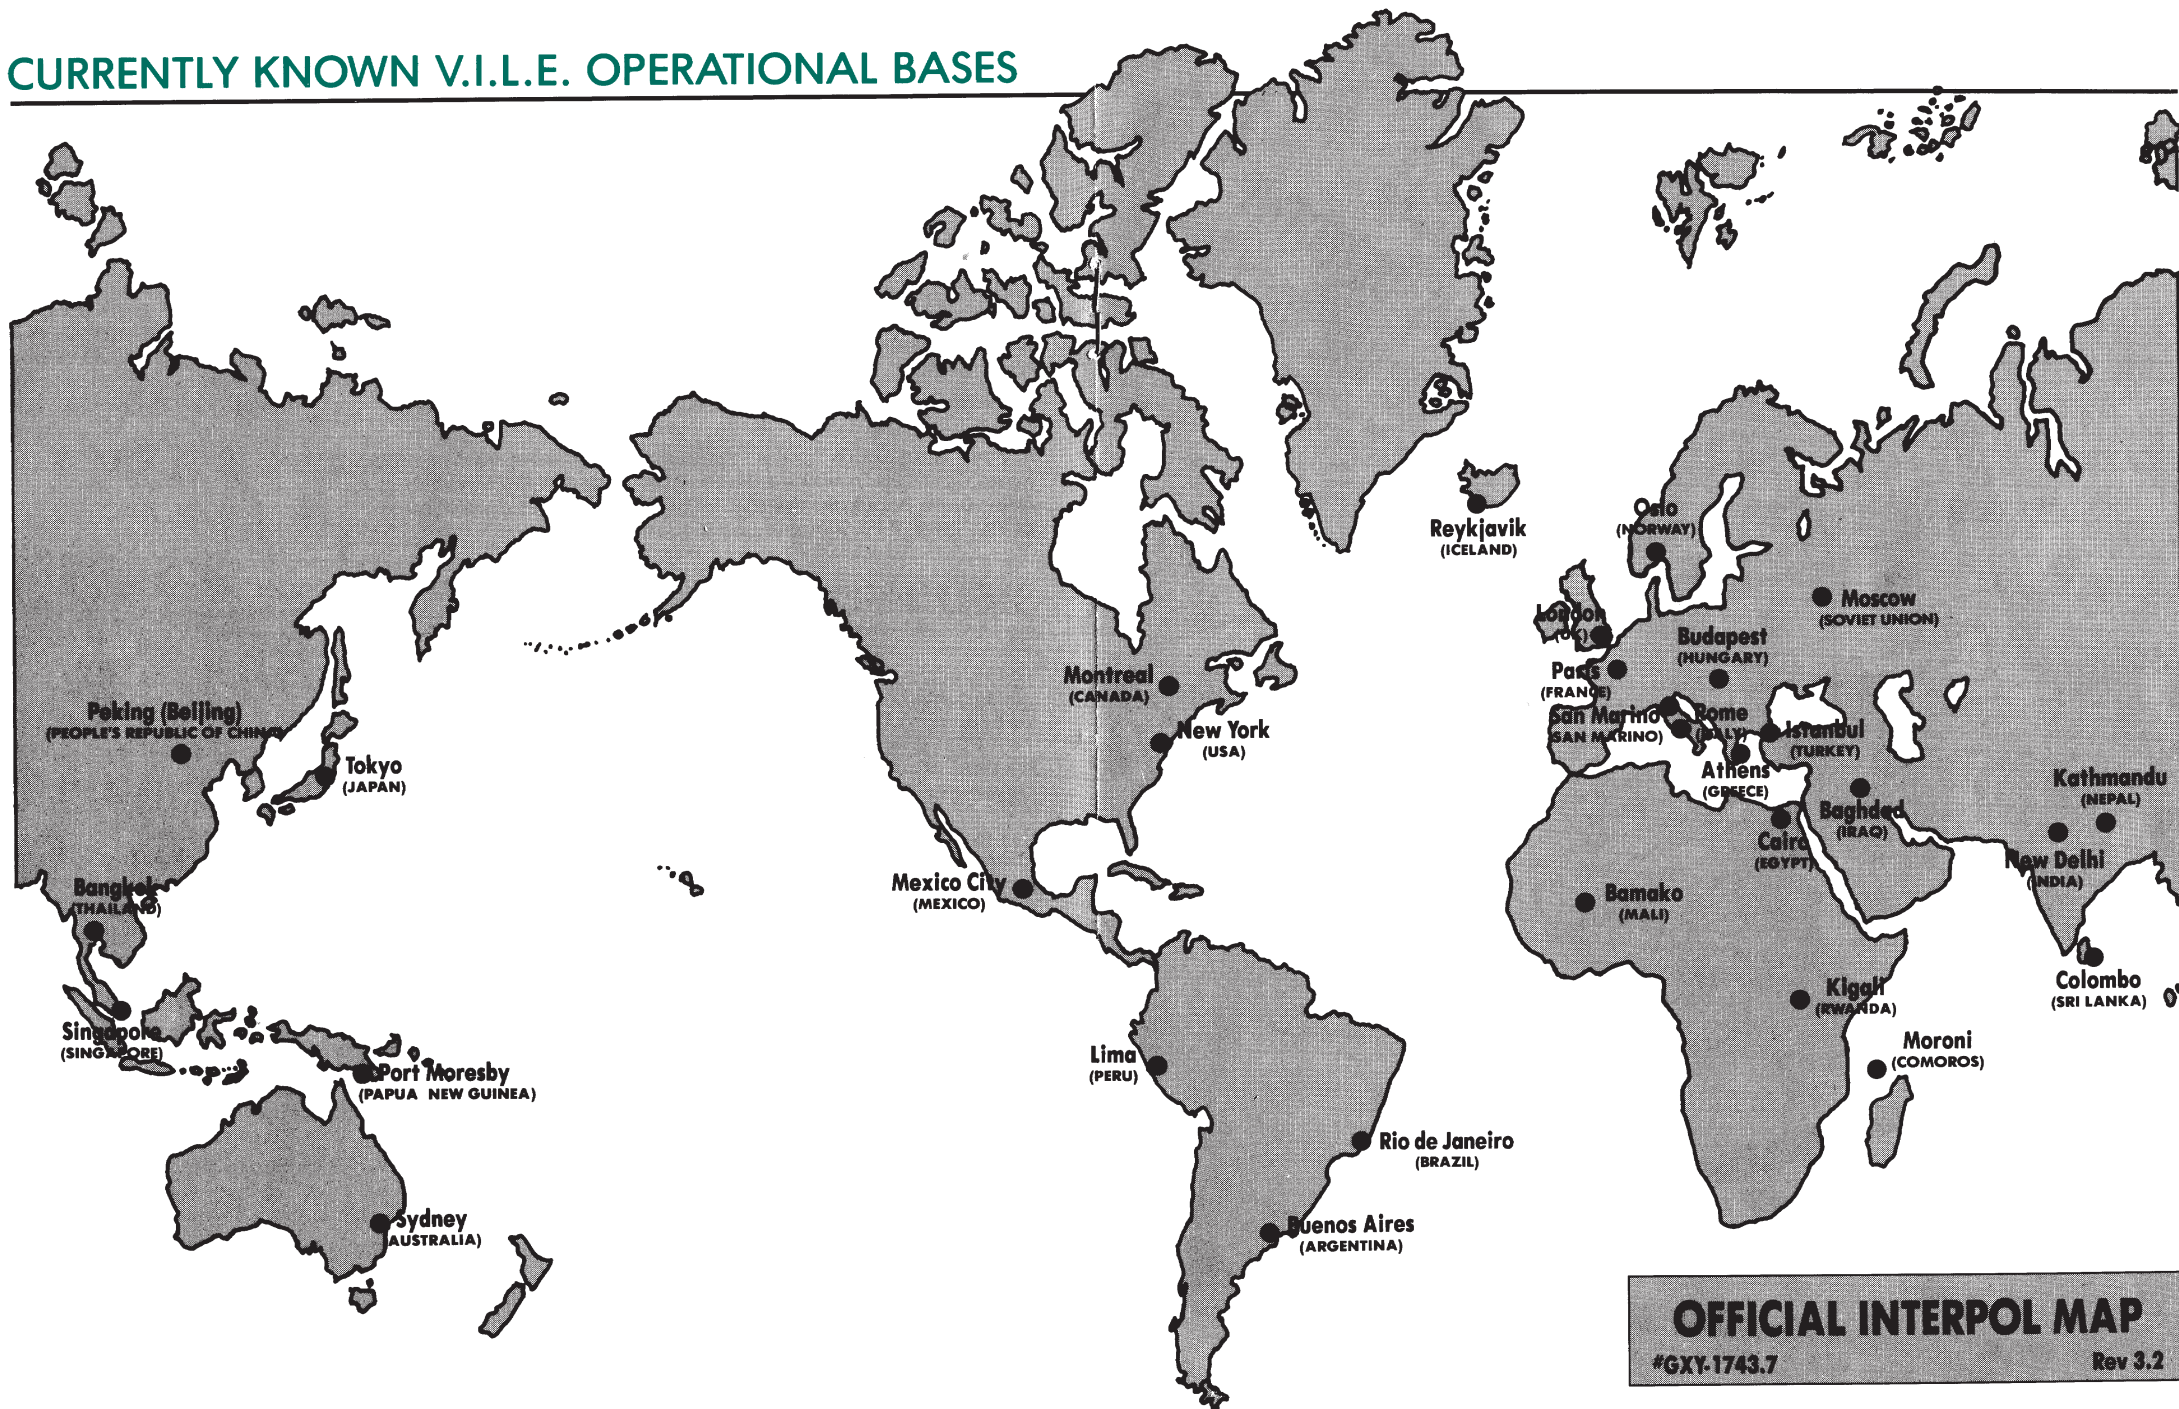 CURRENTLY KNOWN V.I.L.E. OPERATIONAL BASES
Reykjavik
(ICELAND)
Oslo
(NORWAY)
Moscow
(SOVIET UNION)
London
(UK)
Budapest
(HUNGARY)
Paris
(FRANCE)
Montreal
(CANADA)
Peking (Beijing)
(PEOPLE'S REPUBLIC OF CHINA)
San Marino
(SAN MARINO)
Rome
(ITALY)
Istanbul
(TURKEY)
New York
(USA)
Tokyo
(JAPAN)
Athens
(GREECE)
Kathmandu
(NEPAL)
Baghdad
(IRAQ)
Cairo
(EGYPT)
New Delhi
(INDIA)
Bangkok
(THAILAND)
Mexico City
(MEXICO)
Bamako
(MALI)
Colombo
(SRI LANKA)
Kigali
(RWANDA)
Singapore
(SINGAPORE)
Moroni
(COMOROS)
Lima
(PERU)
Port Moresby
(PAPUA NEW GUINEA)
Rio de Janeiro
(BRAZIL)
Sydney
(AUSTRALIA)
Buenos Aires
(ARGENTINA)
OFFICIAL INTERPOL MAP
#GXY-1743.7 Rev 3.2